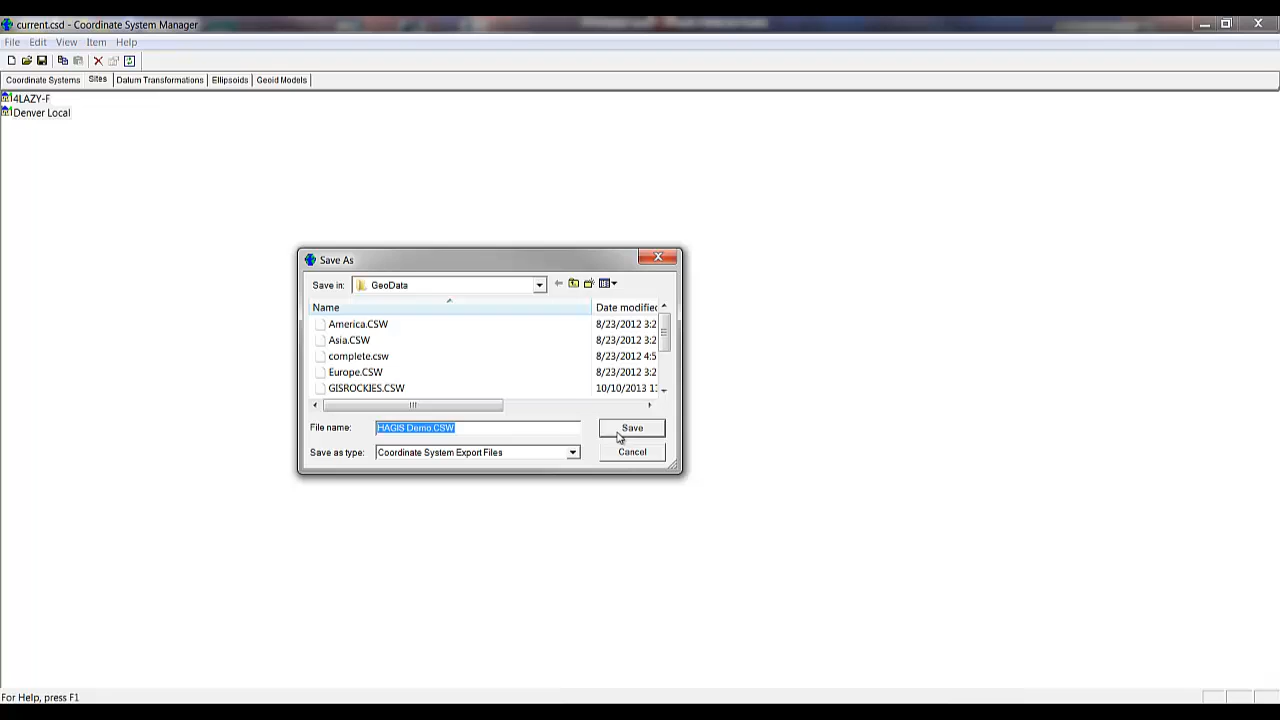 current.csd - Coordinate System Manager
File Edit View Item Help
Coordinate Systems Sites Datum Transformations Ellipsoids Geoid Models
4LAZY-F
Denver Local
Save As
Save in: GeoData
Name Date modified
America.CSW 8/23/2012 3:2
Asia.CSW 8/23/2012 3:2
complete.csw 8/23/2012 4:5
Europe.CSW 8/23/2012 3:2
GISROCKIES.CSW 10/10/2013 1
File name: HAGIS Demo.CSW Save
Save as type: Coordinate System Export Files Cancel
For Help, press F1